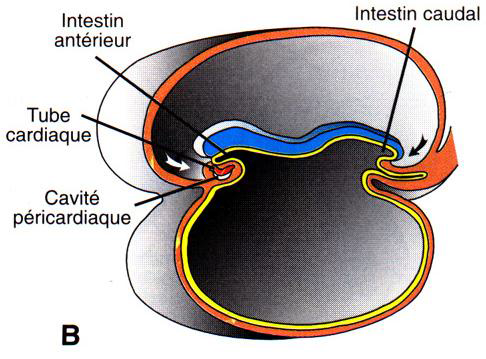 Intestin
antérieur
Intestin caudal
Tube
cardiaque
Cavité
péricardiaque
B